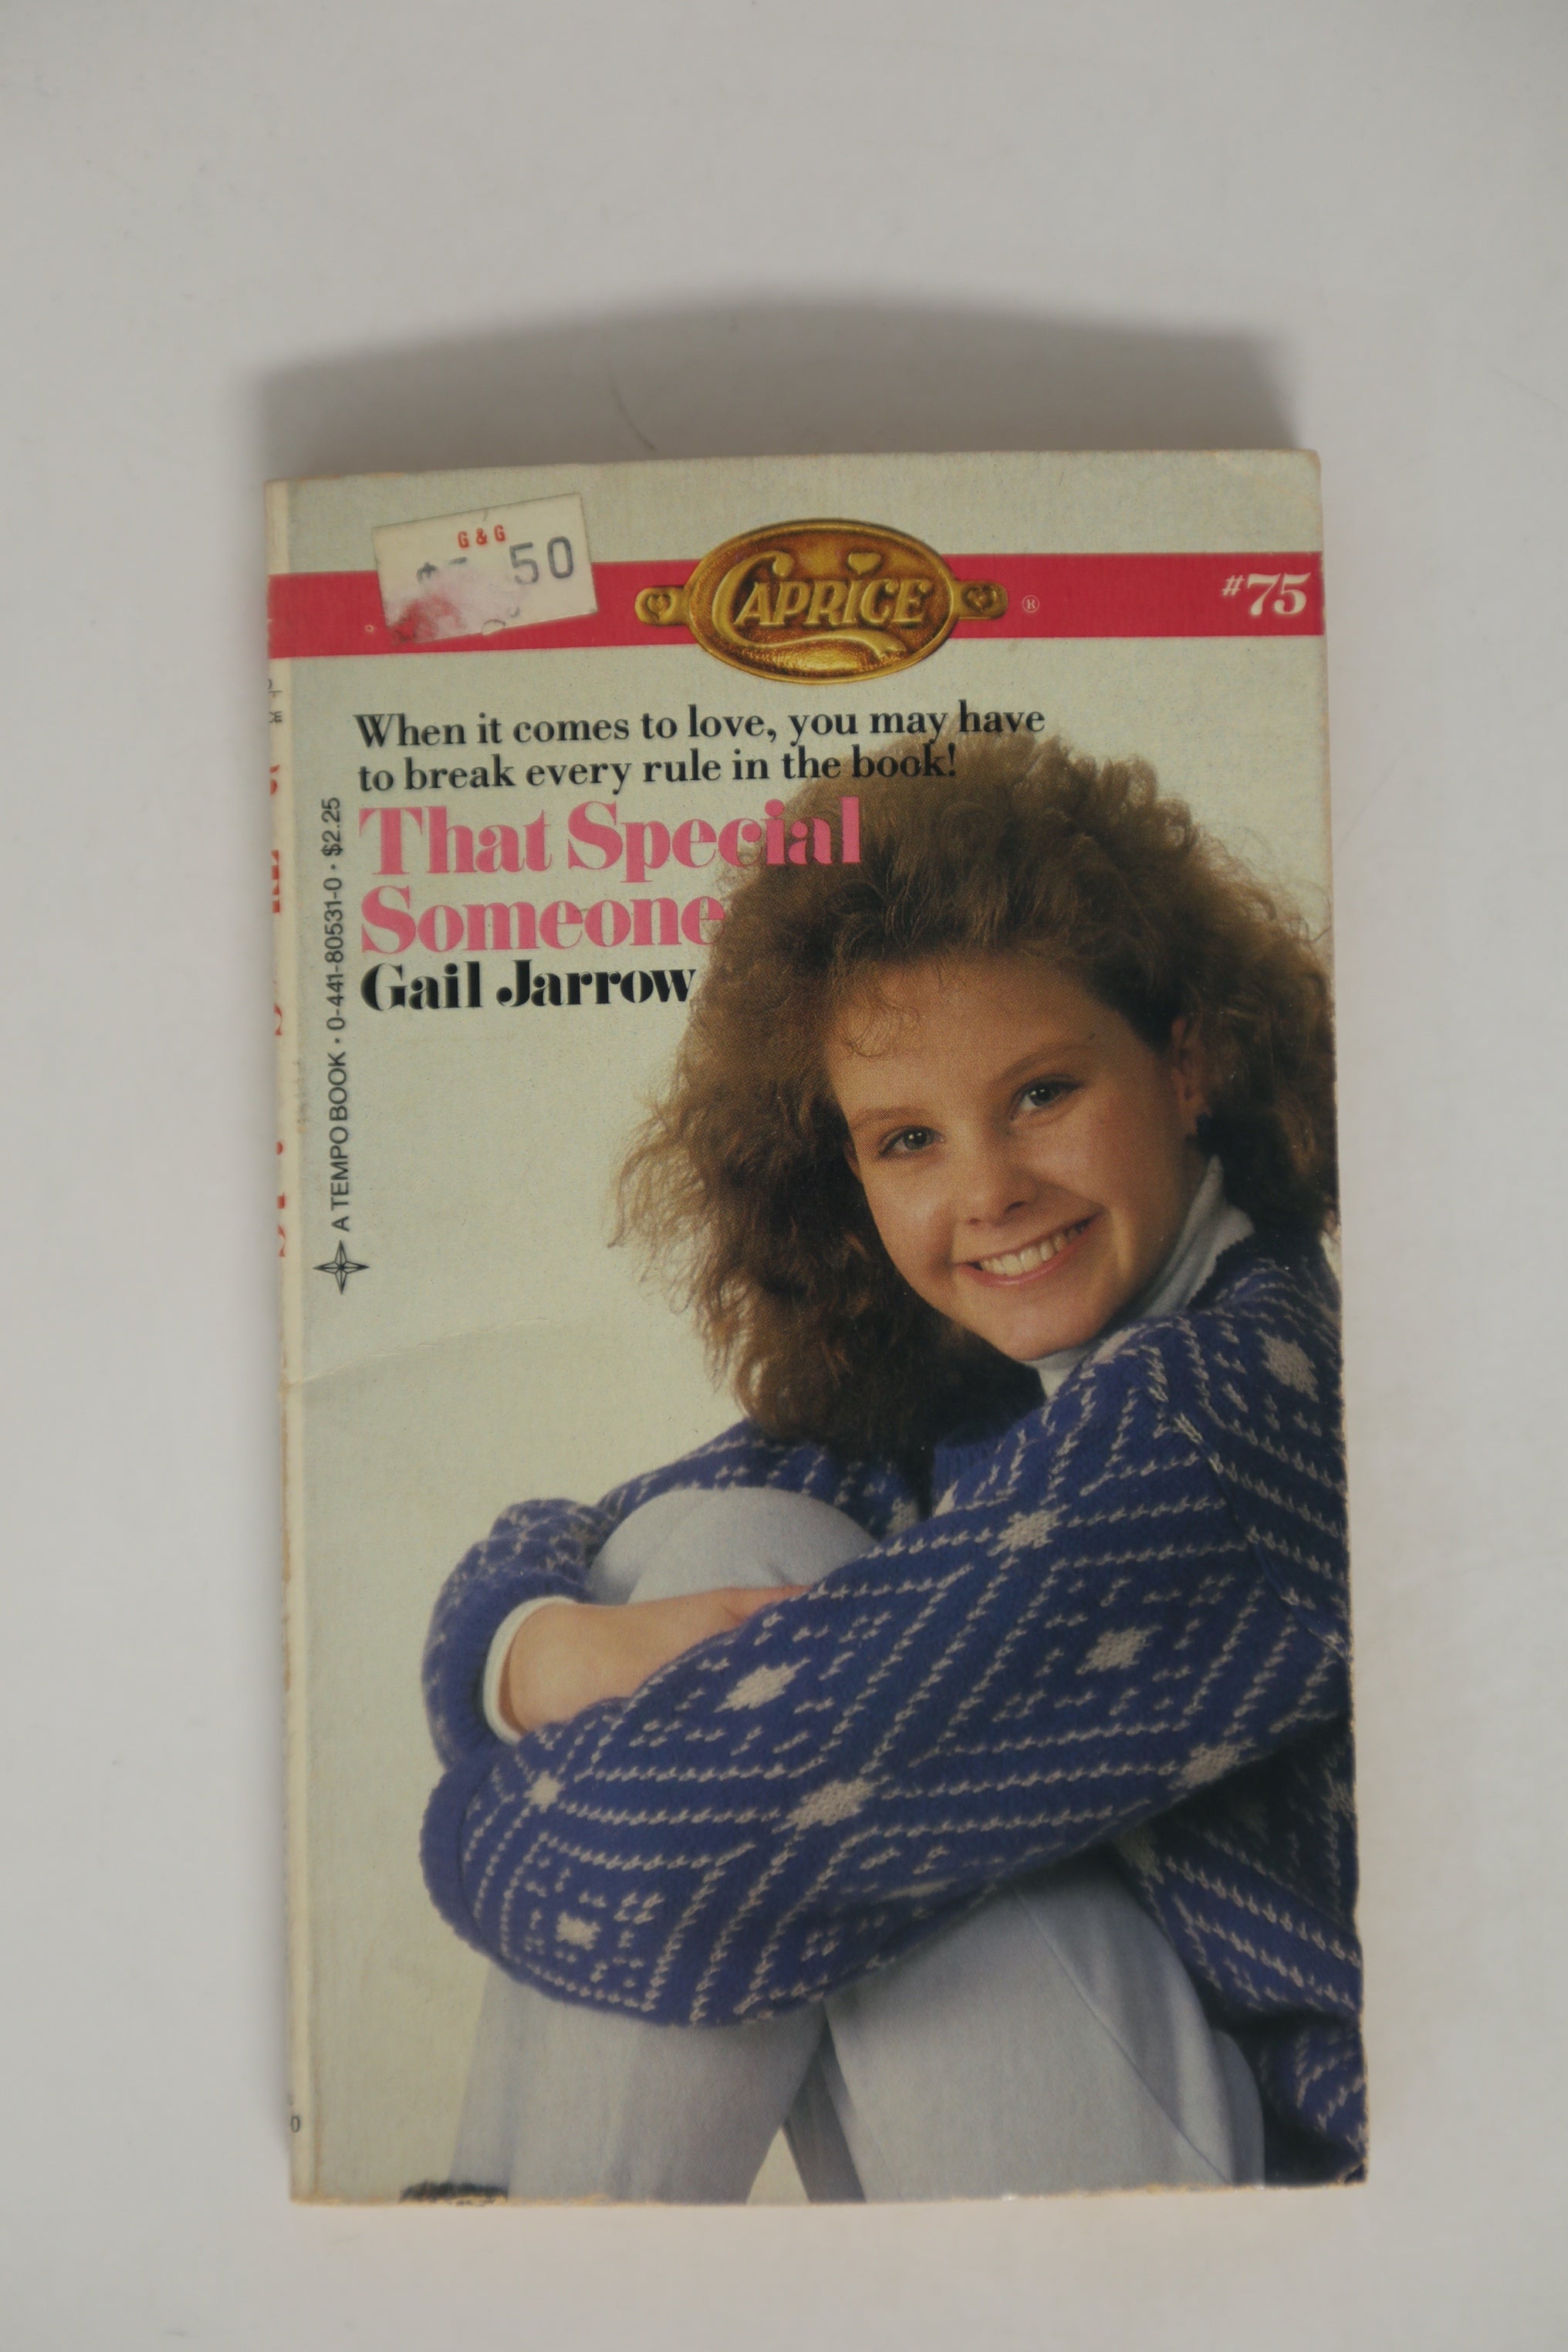 G & G
50
CAPRICE ®
#75
When it comes to love, you may have
to break every rule in the book!
That Special
Someone
Gail Jarrow
A TEMPO BOOK • 0-441-80531-0 • $2.25